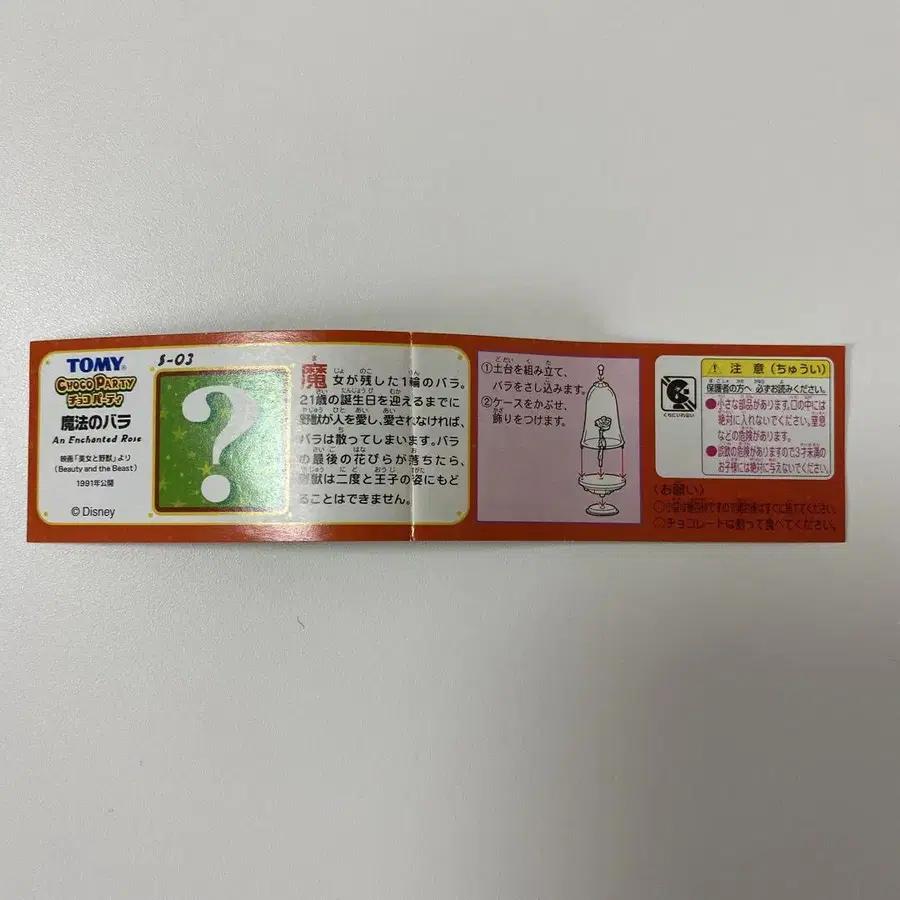 TOMY®
CHOCO PARTY
チョコパーティ
魔法のバラ
An Enchanted Rose
映画「美女と野獣」より
(Beauty and the Beast)
1991年公開
© Disney
S-03
?
魔女が残した1輪のバラ。
21歳の誕生日を迎えるまでに
野獣が人を愛し、愛されなければ、
バラは散ってしまいます。バラ
の最後の花びらが落ちたら、
野獣は二度と王子の姿にもど
ることはできません。
①土台を組み立て、
バラをさし込みます。
②ケースをかぶせ、
飾りをつけます。
くちにいれない
注 意(ちゅうい)
保護者の方へ 必ずお読みください。
●小さな部品があります。口の中には
絶対に入れないでください。窒息
などの危険があります。
●誤飲の危険がありますので3才未満の
お子様には絶対に与えないでください。
〈お願い〉
○チョコレートは割って食べてください。